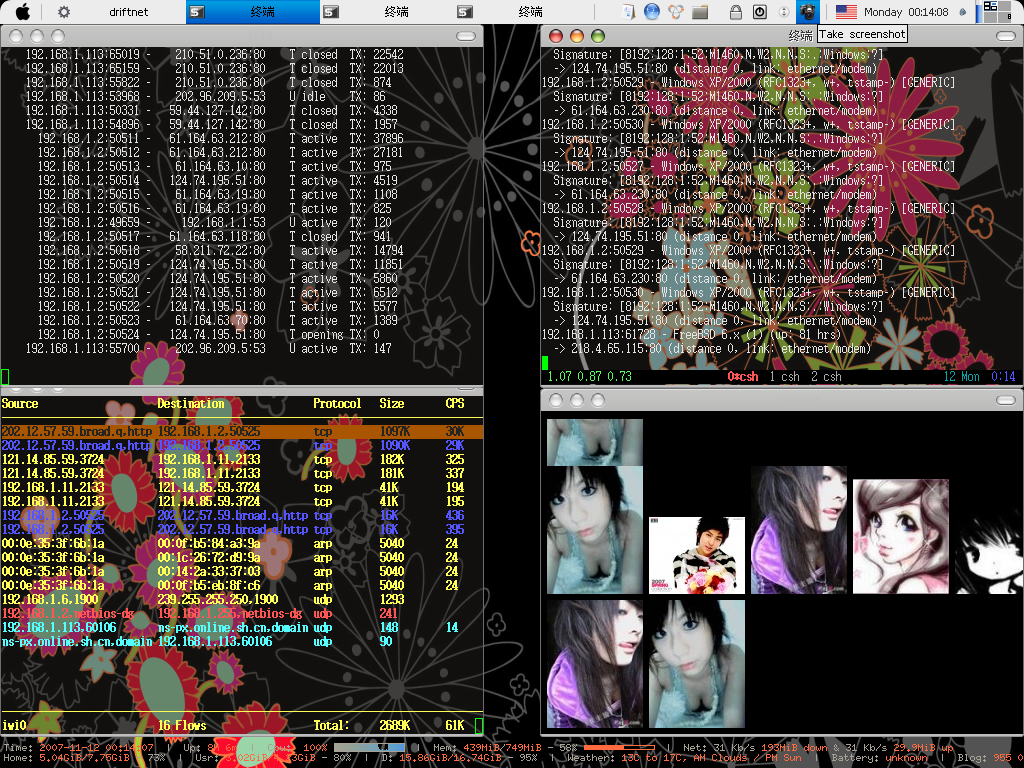 driftnet 终端 终端 终端 Monday 00:14:08
终端 Take screenshot
192.168.1.113:65019 - 210.51.0.236:80 T closed TX: 22542
192.168.1.113:65159 - 210.51.0.236:80 T closed TX: 22013
192.168.1.113:55822 - 210.51.0.236:80 T closed TX: 874
192.168.1.113:53968 - 202.96.209.5:53 U idle TX: 86
192.168.1.113:50831 - 59.44.127.142:80 T closed TX: 4338
192.168.1.113:54896 - 59.44.127.142:80 T closed TX: 1957
192.168.1.2:50511 - 61.164.63.212:80 T active TX: 37896
192.168.1.2:50512 - 61.164.63.212:80 T active TX: 27181
192.168.1.2:50513 - 61.164.63.10:80 T active TX: 975
192.168.1.2:50514 - 124.74.195.51:80 T active TX: 4519
192.168.1.2:50515 - 61.164.63.19:80 T active TX: 1108
192.168.1.2:50516 - 61.164.63.19:80 T active TX: 825
192.168.1.2:49659 - 192.168.1.1:53 U active TX: 120
192.168.1.2:50517 - 61.164.63.118:80 T closed TX: 941
192.168.1.2:50518 - 58.211.72.22:80 T active TX: 14794
192.168.1.2:50519 - 124.74.195.51:80 T active TX: 11851
192.168.1.2:50520 - 124.74.195.51:80 T active TX: 5860
192.168.1.2:50521 - 124.74.195.51:80 T active TX: 6512
192.168.1.2:50522 - 124.74.195.51:80 T active TX: 5577
192.168.1.2:50523 - 61.164.63.70:80 T active TX: 1389
192.168.1.2:50524 - 61.164.63.70:80 T opening TX: 0
192.168.1.113:55700 - 202.96.209.5:53 U active TX: 147
Signature: [8192:128:1:52:M1460,N,W2,N,N,S:.:Windows:?]
-> 124.74.195.51:80 (distance 0, link: ethernet/modem)
192.168.1.2:50525 - Windows XP/2000 (RFC1323+, w+, tstamp-) [GENERIC]
Signature: [8192:128:1:52:M1460,N,W2,N,N,S:.:Windows:?]
-> 61.164.63.230:80 (distance 0, link: ethernet/modem)
192.168.1.2:50530 - Windows XP/2000 (RFC1323+, w+, tstamp-) [GENERIC]
Signature: [8192:128:1:52:M1460,N,W2,N,N,S:.:Windows:?]
-> 124.74.195.51:80 (distance 0, link: ethernet/modem)
192.168.1.2:50527 - Windows XP/2000 (RFC1323+, w+, tstamp-) [GENERIC]
Signature: [8192:128:1:52:M1460,N,W2,N,N,S:.:Windows:?]
-> 61.164.63.230:80 (distance 0, link: ethernet/modem)
192.168.1.2:50528 - Windows XP/2000 (RFC1323+, w+, tstamp-) [GENERIC]
Signature: [8192:128:1:52:M1460,N,W2,N,N,S:.:Windows:?]
-> 124.74.195.51:80 (distance 0, link: ethernet/modem)
192.168.1.2:50529 - Windows XP/2000 (RFC1323+, w+, tstamp-) [GENERIC]
Signature: [8192:128:1:52:M1460,N,W2,N,N,S:.:Windows:?]
-> 61.164.63.230:80 (distance 0, link: ethernet/modem)
192.168.1.2:50530 - Windows XP/2000 (RFC1323+, w+, tstamp-) [GENERIC]
Signature: [8192:128:1:52:M1460,N,W2,N,N,S:.:Windows:?]
-> 124.74.195.51:80 (distance 0, link: ethernet/modem)
192.168.1.113:61728 - FreeBSD 6.x (1) (up: 81 hrs)
-> 218.4.65.115:80 (distance 0, link: ethernet/modem)
1.07 0.87 0.73 0*csh 1 csh 2 csh 12 Mon 0:14
Source Destination Protocol Size CPS
202.12.57.59.broad.q.http 192.168.1.2.50525 tcp 1097K 30K
202.12.57.59.broad.q.http 192.168.1.2.50525 tcp 1090K 29K
121.14.85.59.3724 192.168.1.11.2133 tcp 182K 325
121.14.85.59.3724 192.168.1.11.2133 tcp 181K 337
192.168.1.11.2133 121.14.85.59.3724 tcp 41K 194
192.168.1.11.2133 121.14.85.59.3724 tcp 41K 195
192.168.1.2.50525 202.12.57.59.broad.q.http tcp 16K 436
192.168.1.2.50525 202.12.57.59.broad.q.http tcp 16K 395
00:0e:35:3f:6b:1a 00:0f:b5:84:a3:9a arp 5040 24
00:0e:35:3f:6b:1a 00:1c:26:72:d9:9a arp 5040 24
00:0e:35:3f:6b:1a 00:14:2a:33:37:03 arp 5040 24
00:0e:35:3f:6b:1a 00:0f:b5:eb:8f:c6 arp 5040 24
192.168.1.6.1900 239.255.255.250.1900 udp 1293
192.168.1.2.netbios-dg 192.168.1.255.netbios-dg udp 241
192.168.1.113.60106 ns-px.online.sh.cn.domain udp 148 14
ns-px.online.sh.cn.domain 192.168.1.113.60106 udp 90
iwi0 16 Flows Total: 2689K 61K
2007
Time: 2007-11-12 00:14:07 | Up: 8h 6m | Cpu: 100% | Mem: 439MiB/749MiB - 58% | Net: 31 Kb/s 193MiB down & 31 Kb/s 29.9MiB up
Home: 5.04GiB/7.75GiB - 73% | Usr: GiB - 80% | D: 15.86GiB/16.74GiB - 95% | Weather: 13C to 17C, AM Clouds / PM Sun | Battery: unknown | Blog: 955